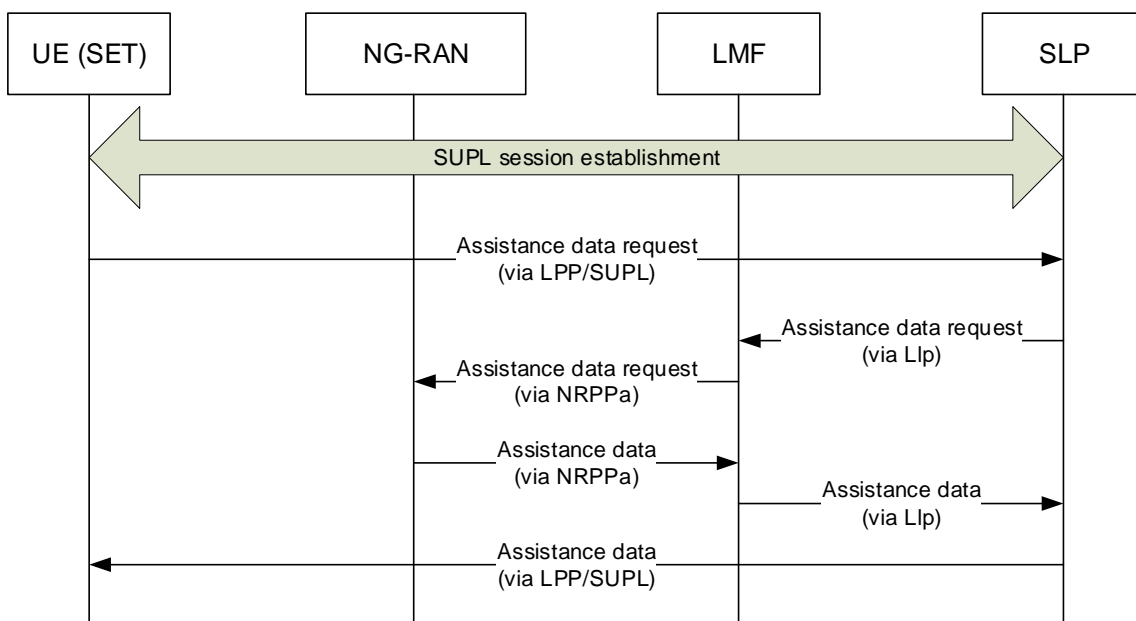 UE (SET)
NG-RAN
LMF
SLP
SUPL session establishment
Assistance data request
(via LPP/SUPL)
Assistance data request
(via Llp)
Assistance data request
(via NRPPa)
Assistance data
(via NRPPa)
Assistance data
(via Llp)
Assistance data
(via LPP/SUPL)